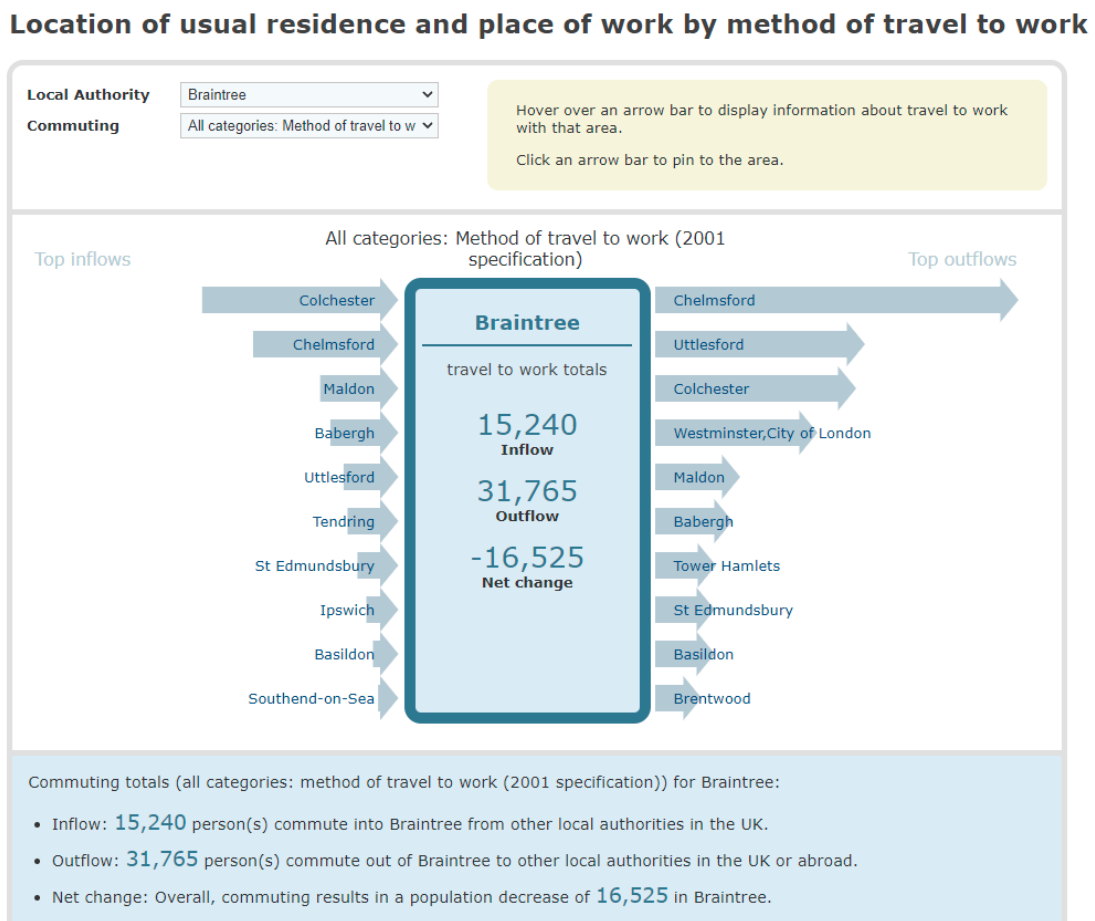 Location of usual residence and place of work by method of travel to work
Local Authority
Braintree
Commuting
All categories: Method of travel to w
Hover over an arrow bar to display information about travel to work
with that area.
Click an arrow bar to pin to the area.
All categories: Method of travel to work (2001
specification)
Top inflows
Top outflows
Colchester
Chelmsford
Maldon
Babergh
Uttlesford
Tendring
St Edmundsbury
Ipswich
Basildon
Southend-on-Sea
Braintree
travel to work totals
15,240
Inflow
31,765
Outflow
-16,525
Net change
Chelmsford
Uttlesford
Colchester
Westminster,City of London
Maldon
Babergh
Tower Hamlets
St Edmundsbury
Basildon
Brentwood
Commuting totals (all categories: method of travel to work (2001 specification)) for Braintree:
• Inflow: 15,240 person(s) commute into Braintree from other local authorities in the UK.
• Outflow: 31,765 person(s) commute out of Braintree to other local authorities in the UK or abroad.
• Net change: Overall, commuting results in a population decrease of 16,525 in Braintree.